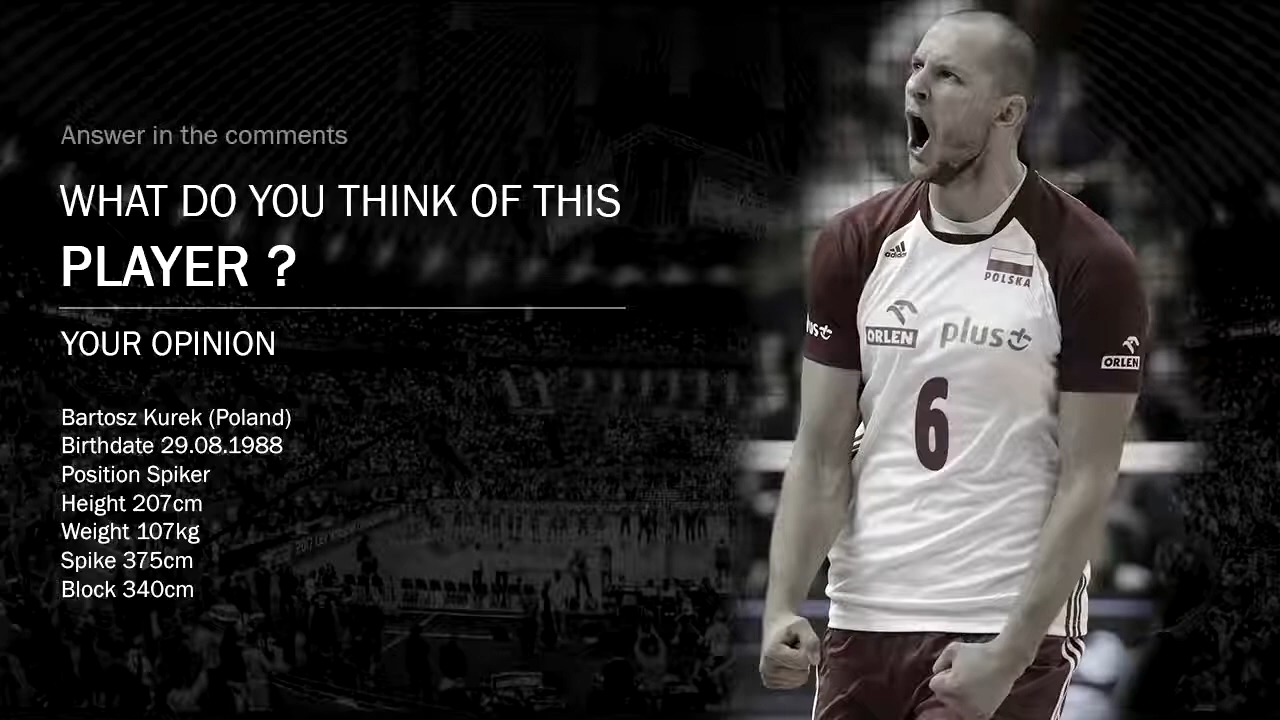 Answer in the comments
WHAT DO YOU THINK OF THIS
PLAYER ?
YOUR OPINION
Bartosz Kurek (Poland)
Birthdate 29.08.1988
Position Spiker
Height 207cm
Weight 107kg
Spike 375cm
Block 340cm
adidas
POLSKA
ORLEN
plus
6
ORLEN